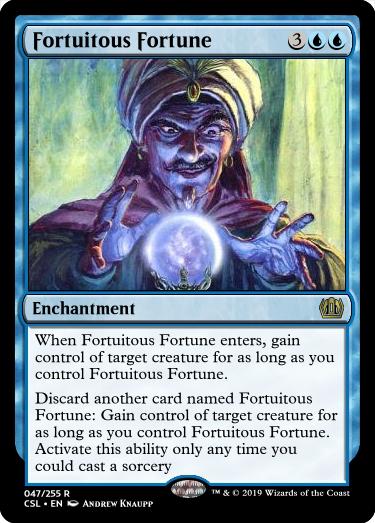 Fortuitous Fortune 3
Enchantment
When Fortuitous Fortune enters, gain
control of target creature for as long as you
control Fortuitous Fortune.
Discard another card named Fortuitous
Fortune: Gain control of target creature for
as long as you control Fortuitous Fortune.
Activate this ability only any time you
could cast a sorcery
047/255 R
CSL • EN Andrew Knaupp
™ & © 2019 Wizards of the Coast